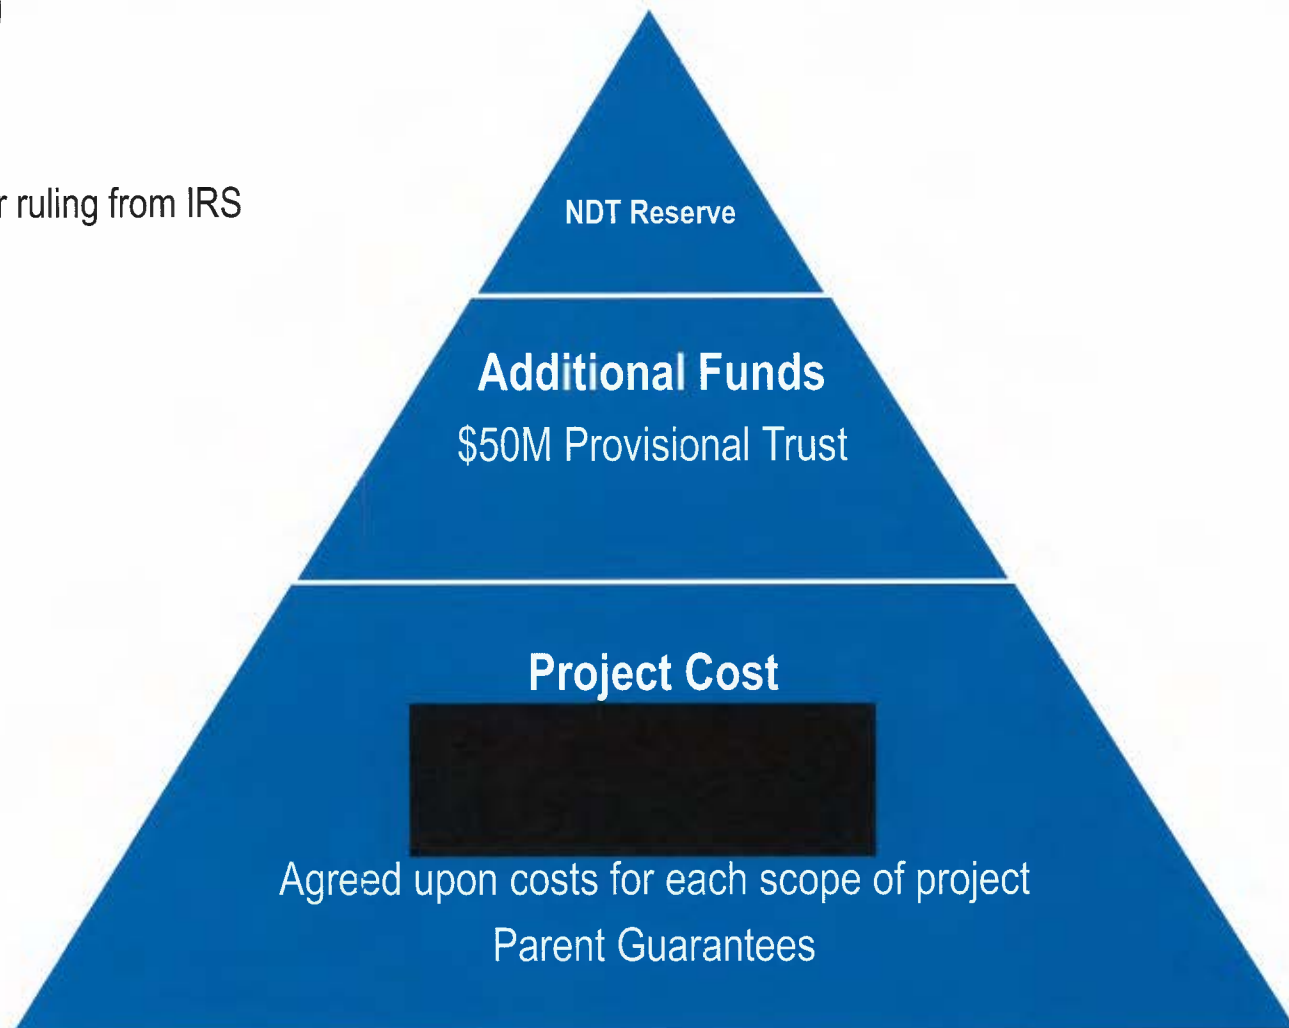 ruling from IRS
NDT Reserve
Additional Funds
$50M Provisional Trust
Project Cost
Agreed upon costs for each scope of project
Parent Guarantees